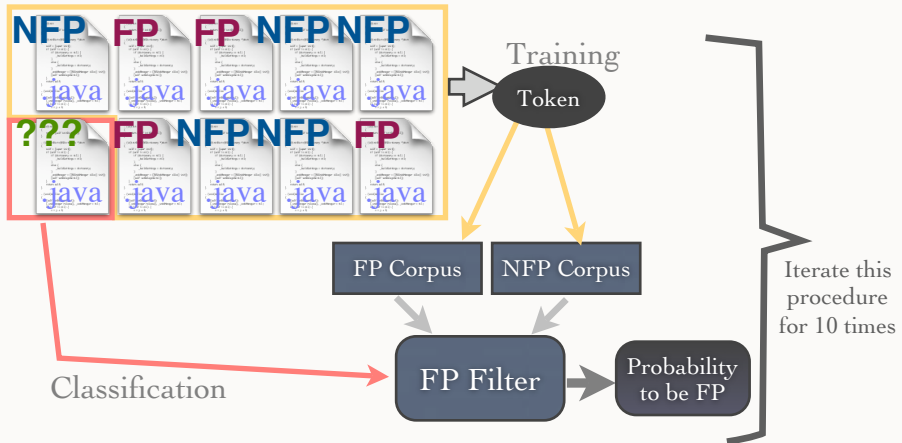 NFP FP FP NFP NFP
java java java java java
Training
Token
??? FP NFP NFP FP
java java java java java
FP Corpus NFP Corpus
Iterate this
procedure
for 10 times
FP Filter
Probability
to be FP
Classification